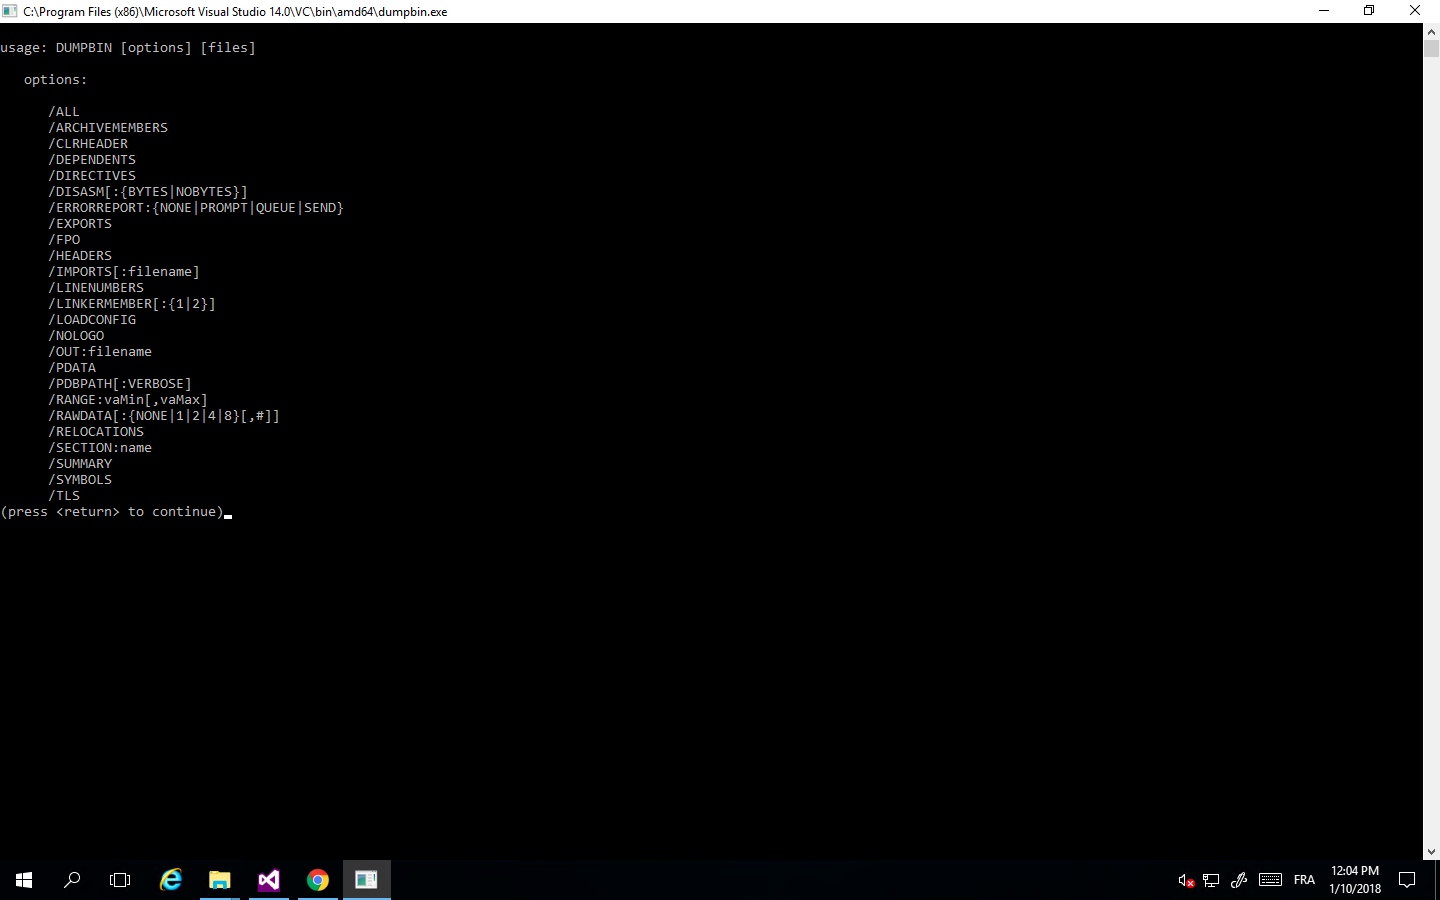 C:\Program Files (x86)\Microsoft Visual Studio 14.0\VC\bin\amd64\dumpbin.exe
usage: DUMPBIN [options] [files]
options:
/ALL
/ARCHIVEMEMBERS
/CLRHEADER
/DEPENDENTS
/DIRECTIVES
/DISASM[:{BYTES|NOBYTES}]
/ERRORREPORT:{NONE|PROMPT|QUEUE|SEND}
/EXPORTS
/FPO
/HEADERS
/IMPORTS[:filename]
/LINENUMBERS
/LINKERMEMBER[:{1|2}]
/LOADCONFIG
/NOLOGO
/OUT:filename
/PDATA
/PDBPATH[:VERBOSE]
/RANGE:vaMin[,vaMax]
/RAWDATA[:{NONE|1|2|4|8}[,#]]
/RELOCATIONS
/SECTION:name
/SUMMARY
/SYMBOLS
/TLS
(press <return> to continue)
FRA
12:04 PM
1/10/2018